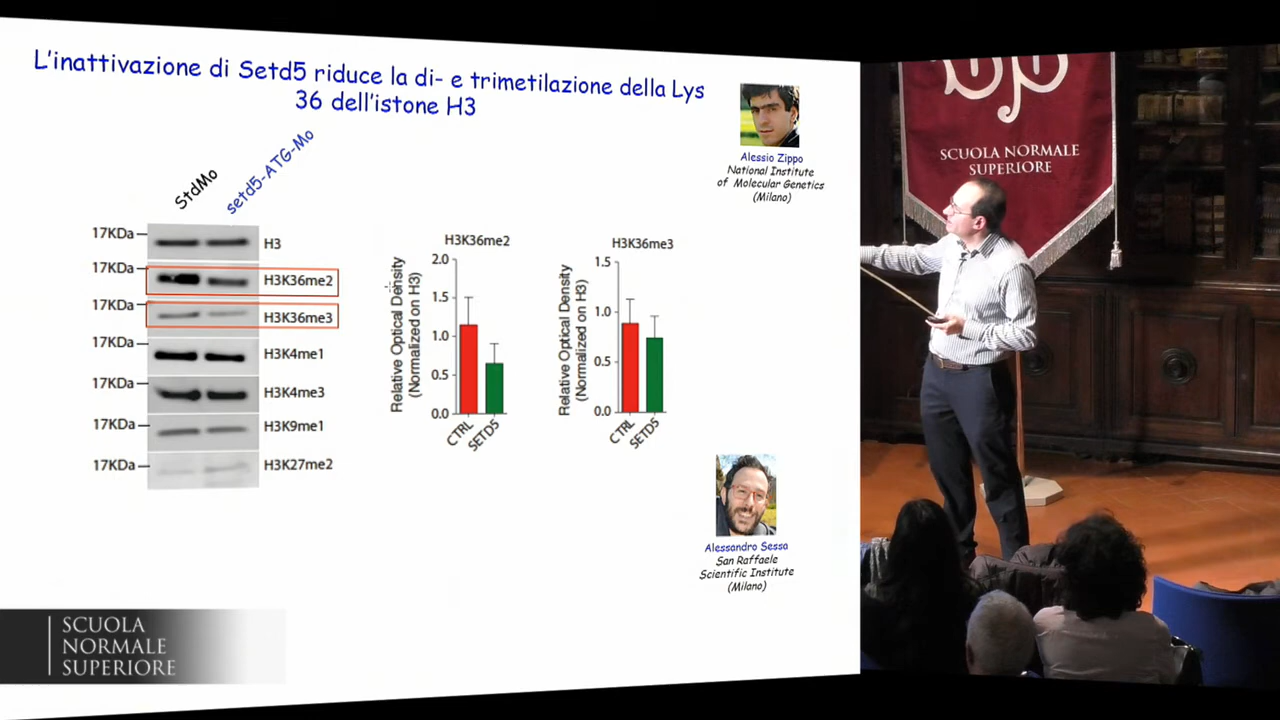 L'inattivazione di Setd5 riduce la di- e trimetilazione della Lys
36 dell'istone H3
StdMo
setd5-ATG-Mo
17KDa
H3
17KDa
H3K36me2
17KDa
H3K36me3
17KDa
H3K4me1
17KDa
H3K4me3
17KDa
H3K9me1
17KDa
H3K27me2
H3K36me2
Relative Optical Density
(Normalized on H3)
2.0
1.5
1.0
0.5
0.0
CTRL
SETD5
H3K36me3
Relative Optical Density
(Normalized on H3)
1.5
1.0
0.5
0.0
CTRL
SETD5
Alessio Zippo
National Institute
of Molecular Genetics
(Milano)
Alessandro Sessa
San Raffaele
Scientific Institute
(Milano)
SCUOLA
NORMALE
SUPERIORE
SCUOLA NORMALE
SUPERIORE